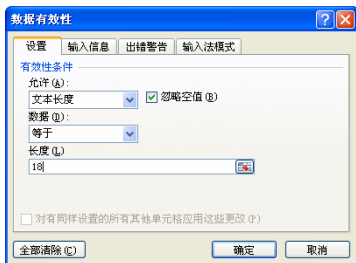 数据有效性
设置 输入信息 出错警告 输入法模式
有效性条件
允许(A):
文本长度 忽略空值(B)
数据(D):
等于
长度(L)
18
对有同样设置的所有其他单元格应用这些更改(P)
全部清除(C) 确定 取消